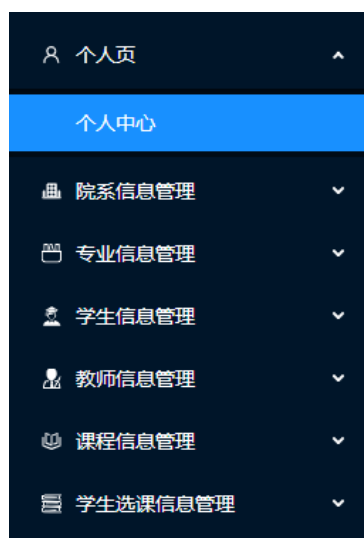 个人页
个人中心
院系信息管理
专业信息管理
学生信息管理
教师信息管理
课程信息管理
学生选课信息管理